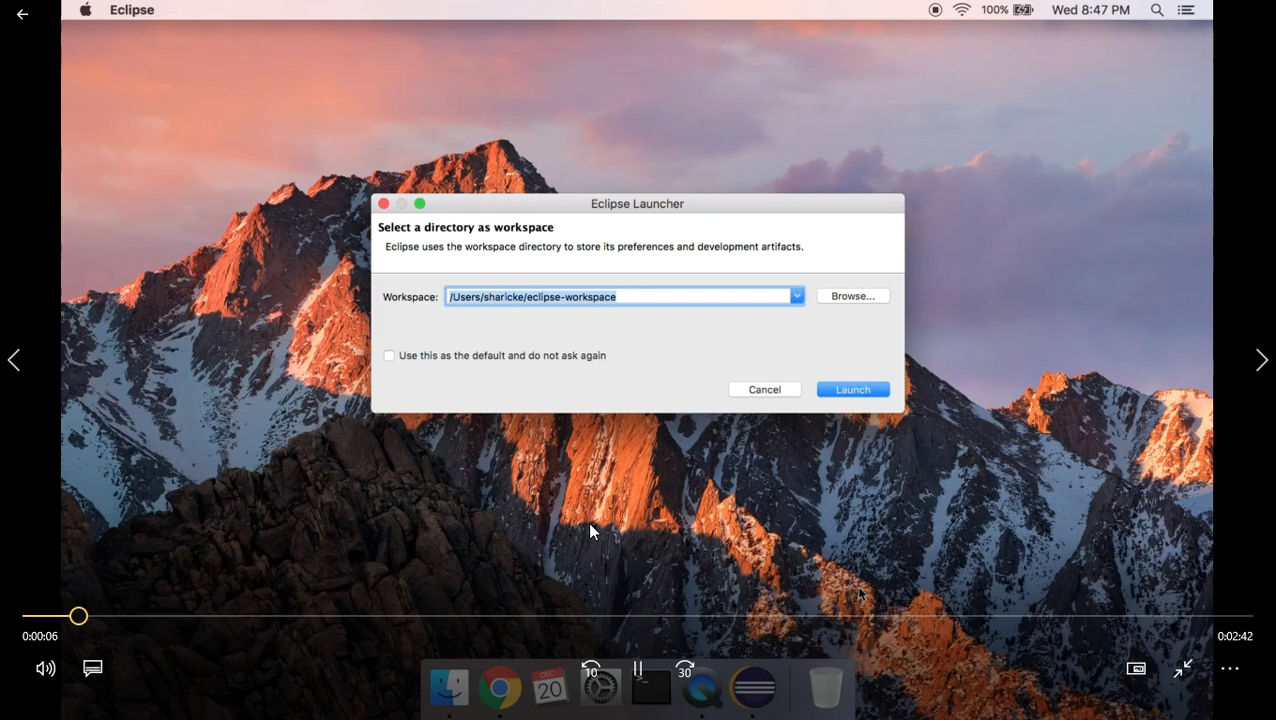 Eclipse
100%
Wed 8:47 PM
Eclipse Launcher
Select a directory as workspace
Eclipse uses the workspace directory to store its preferences and development artifacts.
Workspace: /Users/sharicke/eclipse-workspace Browse...
Use this as the default and do not ask again
Cancel Launch
0:00:06 0:02:42
10 30
DEC
20